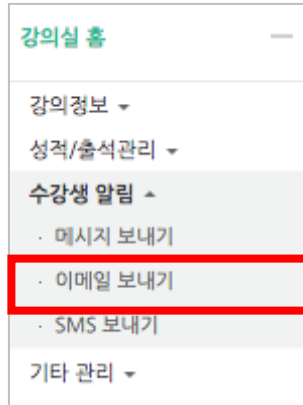 강의실 홈
강의정보
성적/출석관리
수강생 알림
· 메시지 보내기
· 이메일 보내기
· SMS 보내기
기타 관리